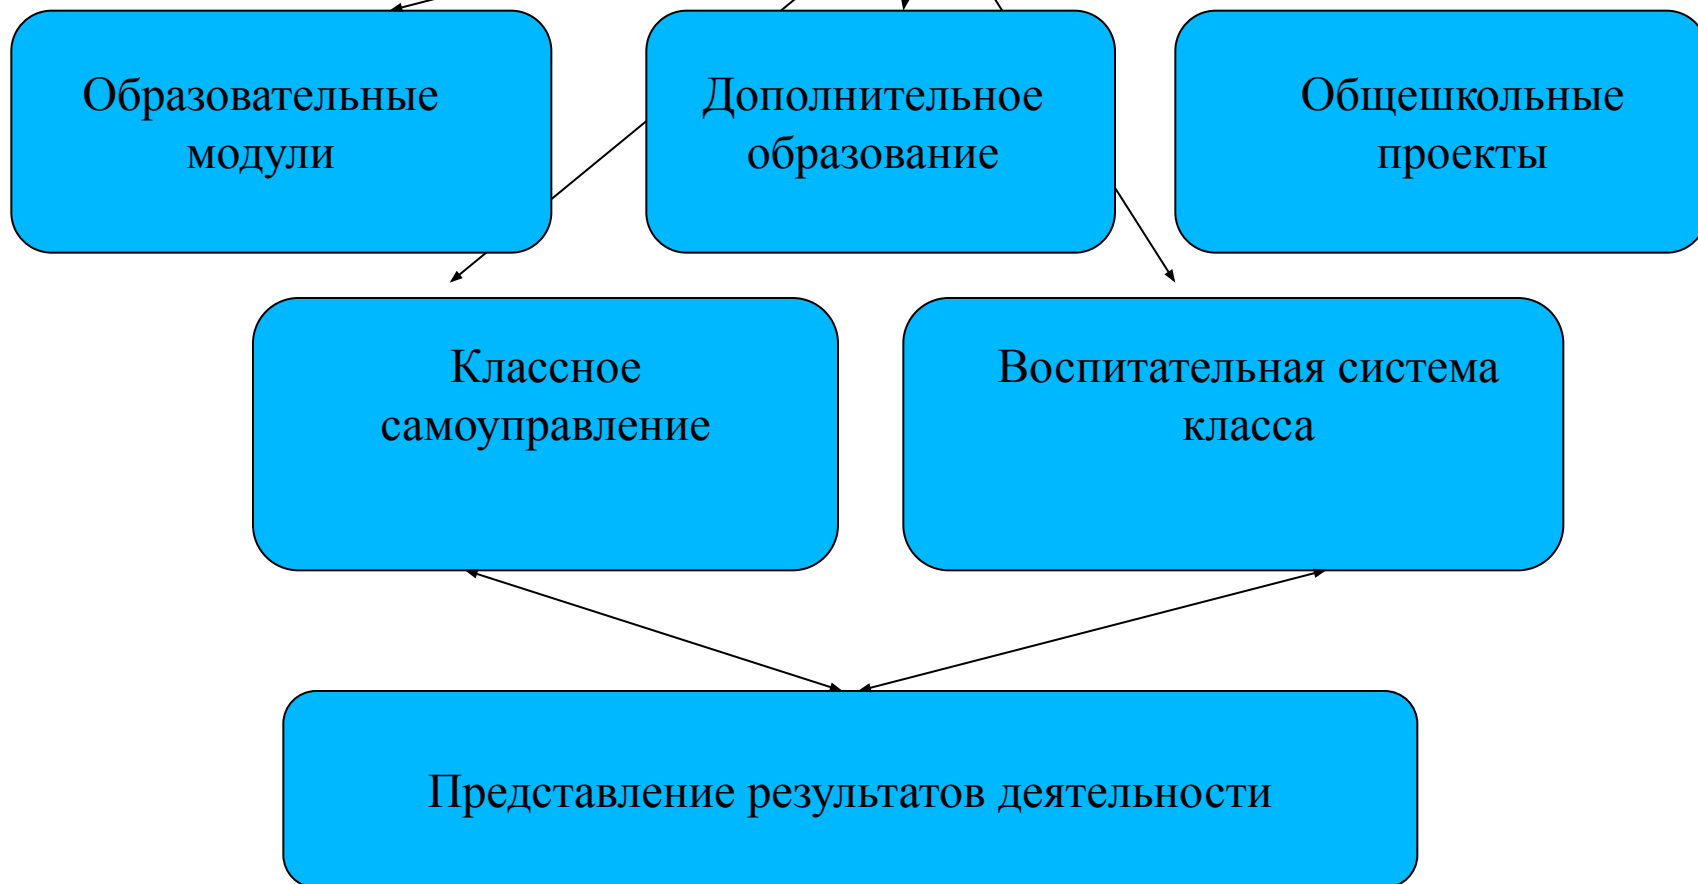 Образовательные
модули
Дополнительное
образование
Общешкольные
проекты
Классное
самоуправление
Воспитательная система
класса
Представление результатов деятельности